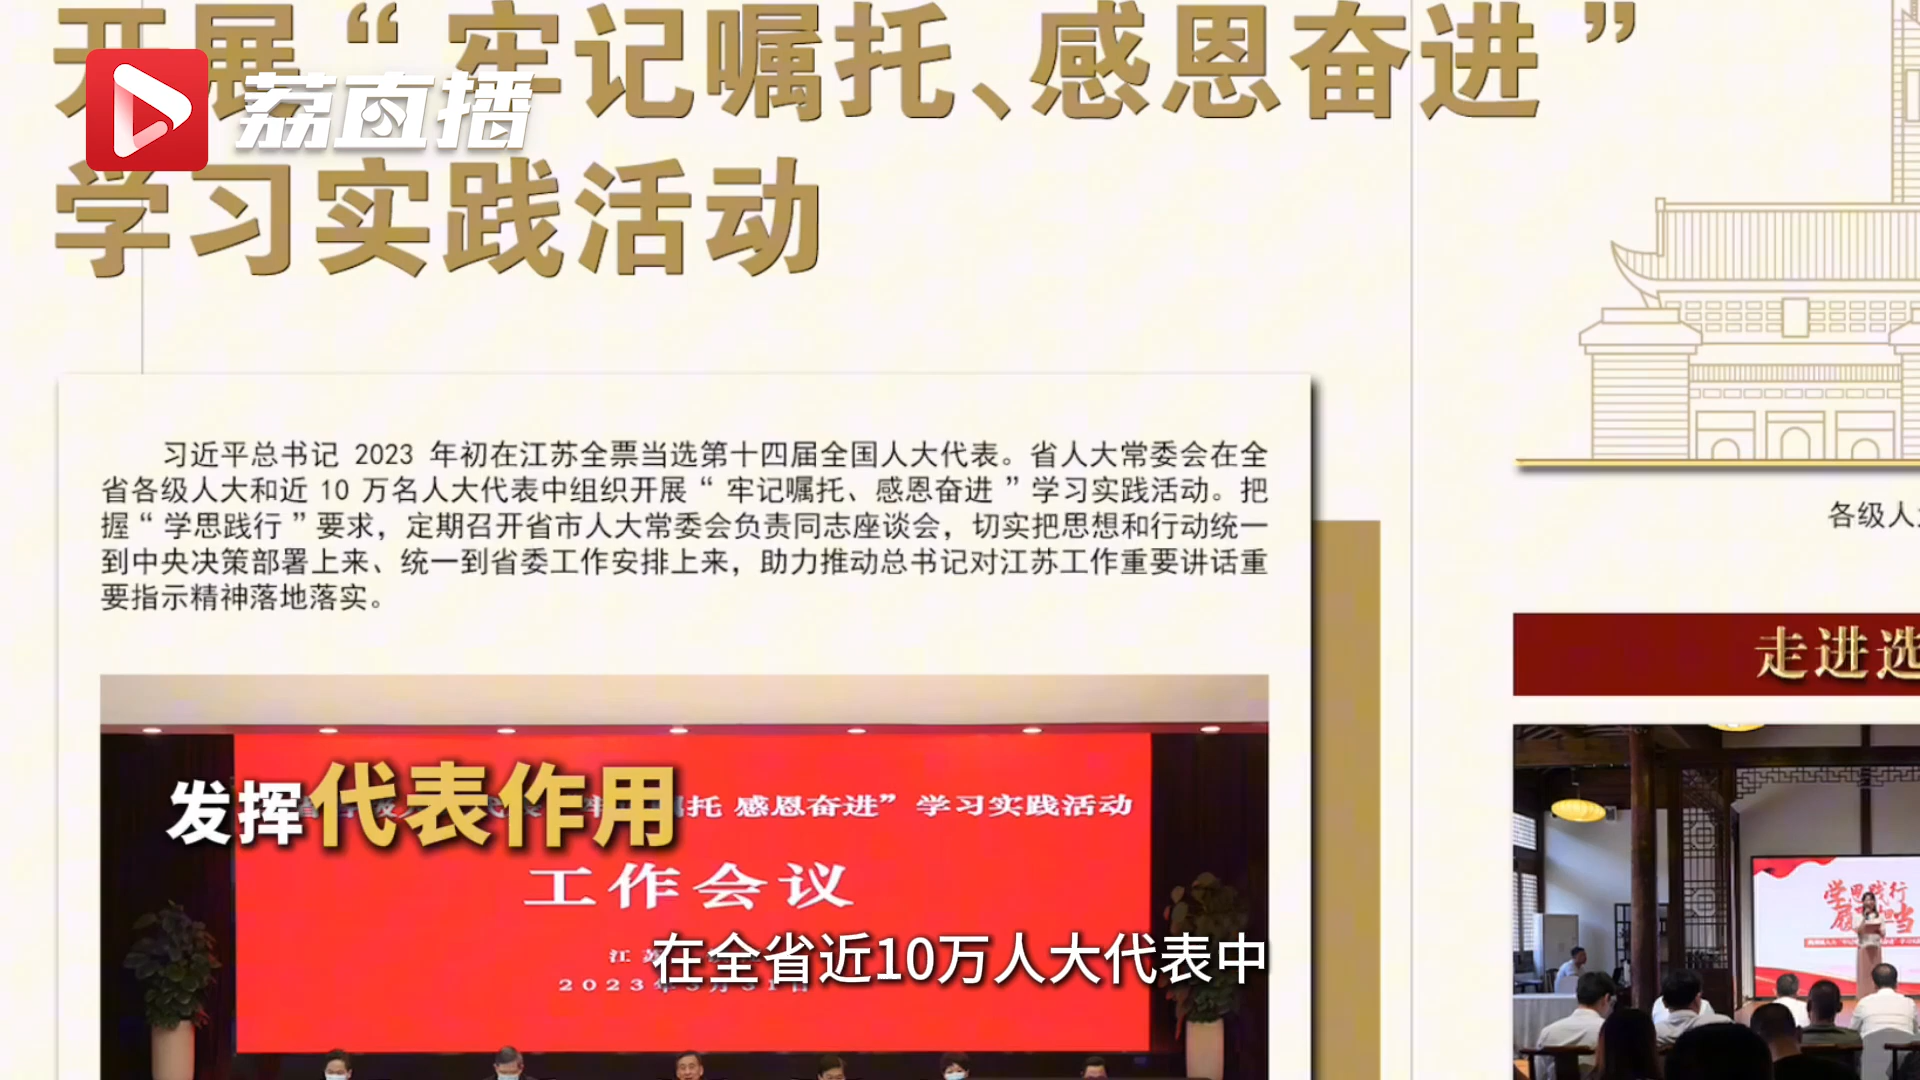 开展“牢记嘱托、感恩奋进”
荔直播
学习实践活动
习近平总书记 2023 年初在江苏全票当选第十四届全国人大代表。省人大常委会在全
省各级人大和近 10 万名人大代表中组织开展“牢记嘱托、感恩奋进”学习实践活动。把
握“学思践行”要求，定期召开省市人大常委会负责同志座谈会，切实把思想和行动统一
到中央决策部署上来、统一到省委工作安排上来，助力推动总书记对江苏工作重要讲话重
要指示精神落地落实。
各级人
走进选
发挥代表作用
托 感恩奋进”学习实践活动
工作会议
江
2023年
在全省近10万人大代表中
学思践行